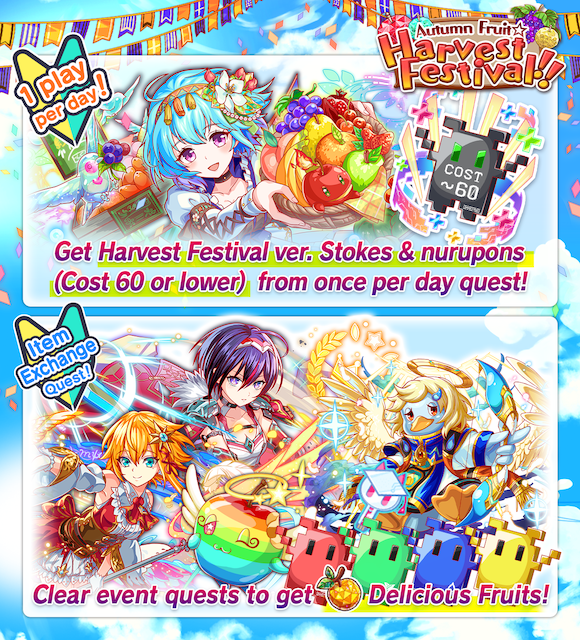 Autumn Fruit☆
Harvest
Festival!!
1 play
per day!
COST
~60
Get Harvest Festival ver. Stokes & nurupons
(Cost 60 or lower) from once per day quest!
Item
Exchange
Quest!!
Clear event quests to get Delicious Fruits!